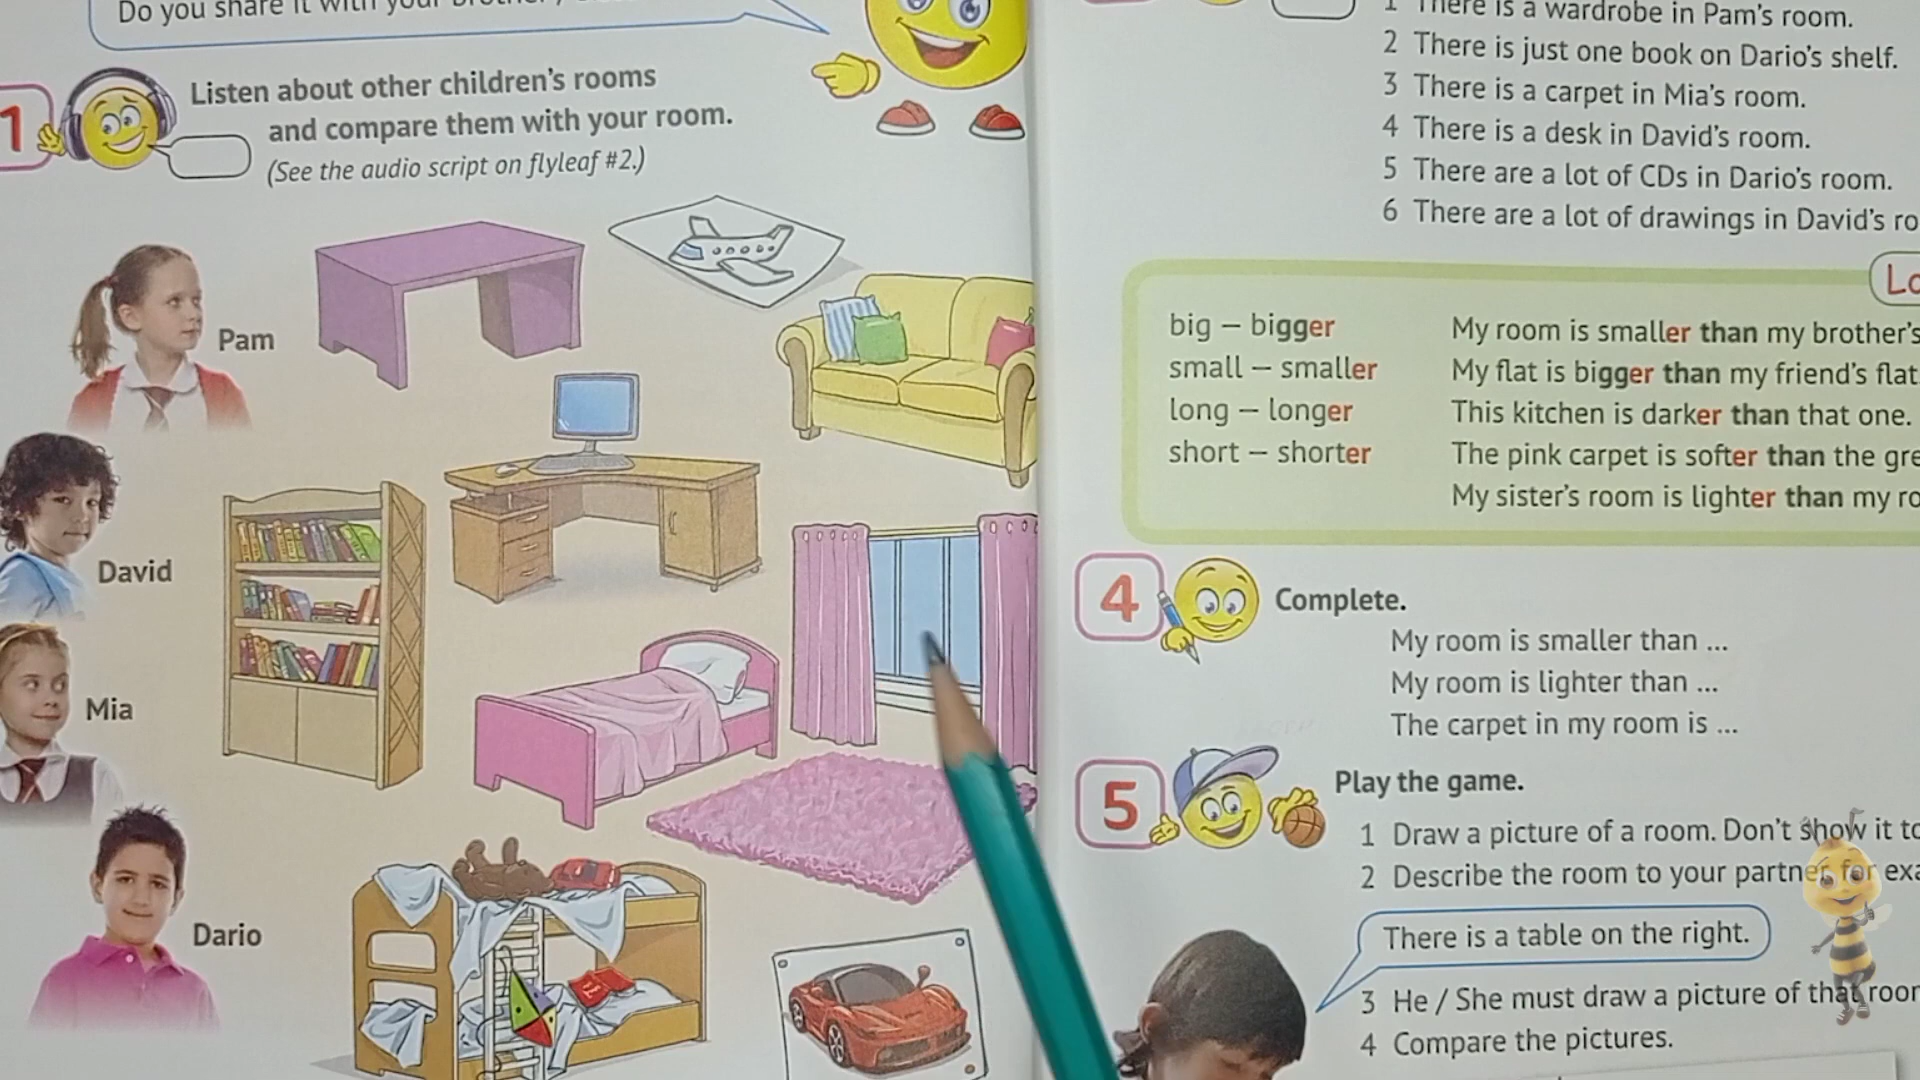 Do you share it with your
1
Listen about other children's rooms
and compare them with your room.
(See the audio script on flyleaf #2.)
Pam
David
Mia
Dario
1 There is a wardrobe in Pam's room.
2 There is just one book on Dario's shelf.
3 There is a carpet in Mia's room.
4 There is a desk in David's room.
5 There are a lot of CDs in Dario's room.
6 There are a lot of drawings in David's ro
big – bigger
small – smaller
long – longer
short – shorter
My room is smaller than my brother's
My flat is bigger than my friend's flat
This kitchen is darker than that one.
The pink carpet is softer than the gre
My sister's room is lighter than my ro
4
Complete.
My room is smaller than ...
My room is lighter than ...
The carpet in my room is ...
5
Play the game.
1 Draw a picture of a room. Don't show it to
2 Describe the room to your partner, for exa
There is a table on the right.
3 He / She must draw a picture of that room
4 Compare the pictures.